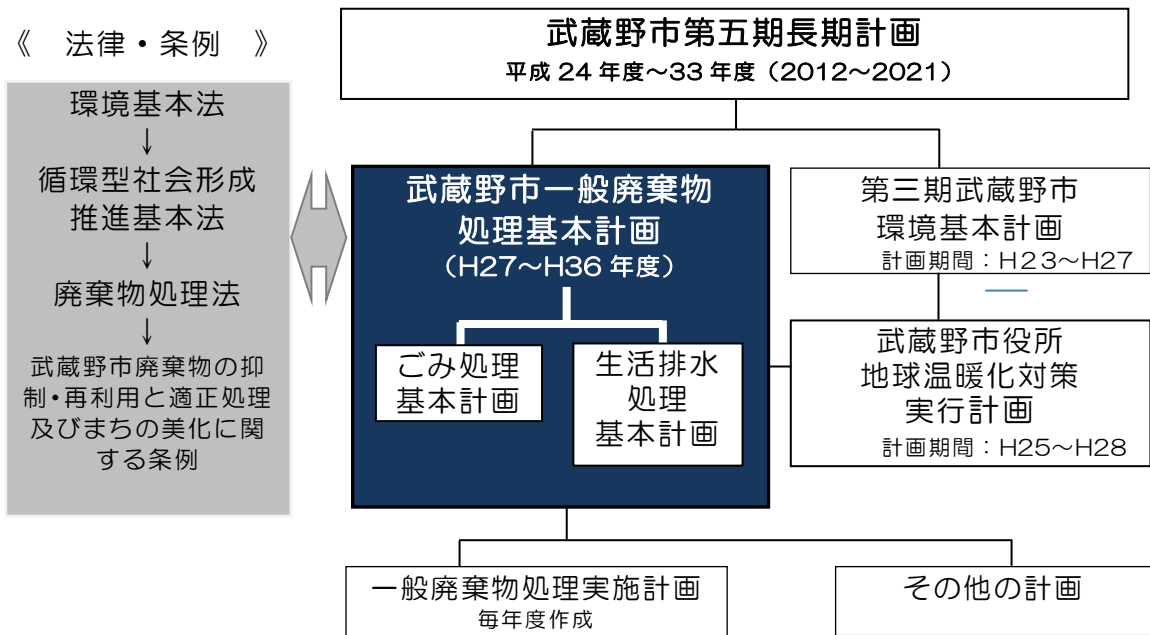 《　法律・条例　》
環境基本法
↓
循環型社会形成
推進基本法
↓
廃棄物処理法
↓
武蔵野市廃棄物の抑
制・再利用と適正処理
及びまちの美化に関
する条例
武蔵野市第五期長期計画
平成 24 年度～33 年度（2012～2021）
武蔵野市一般廃棄物
処理基本計画
（H27～H36 年度）
ごみ処理
基本計画
生活排水
処理
基本計画
第三期武蔵野市
環境基本計画
計画期間：H２３～H27
武蔵野市役所
地球温暖化対策
実行計画
計画期間：H25～H28
一般廃棄物処理実施計画
毎年度作成
その他の計画